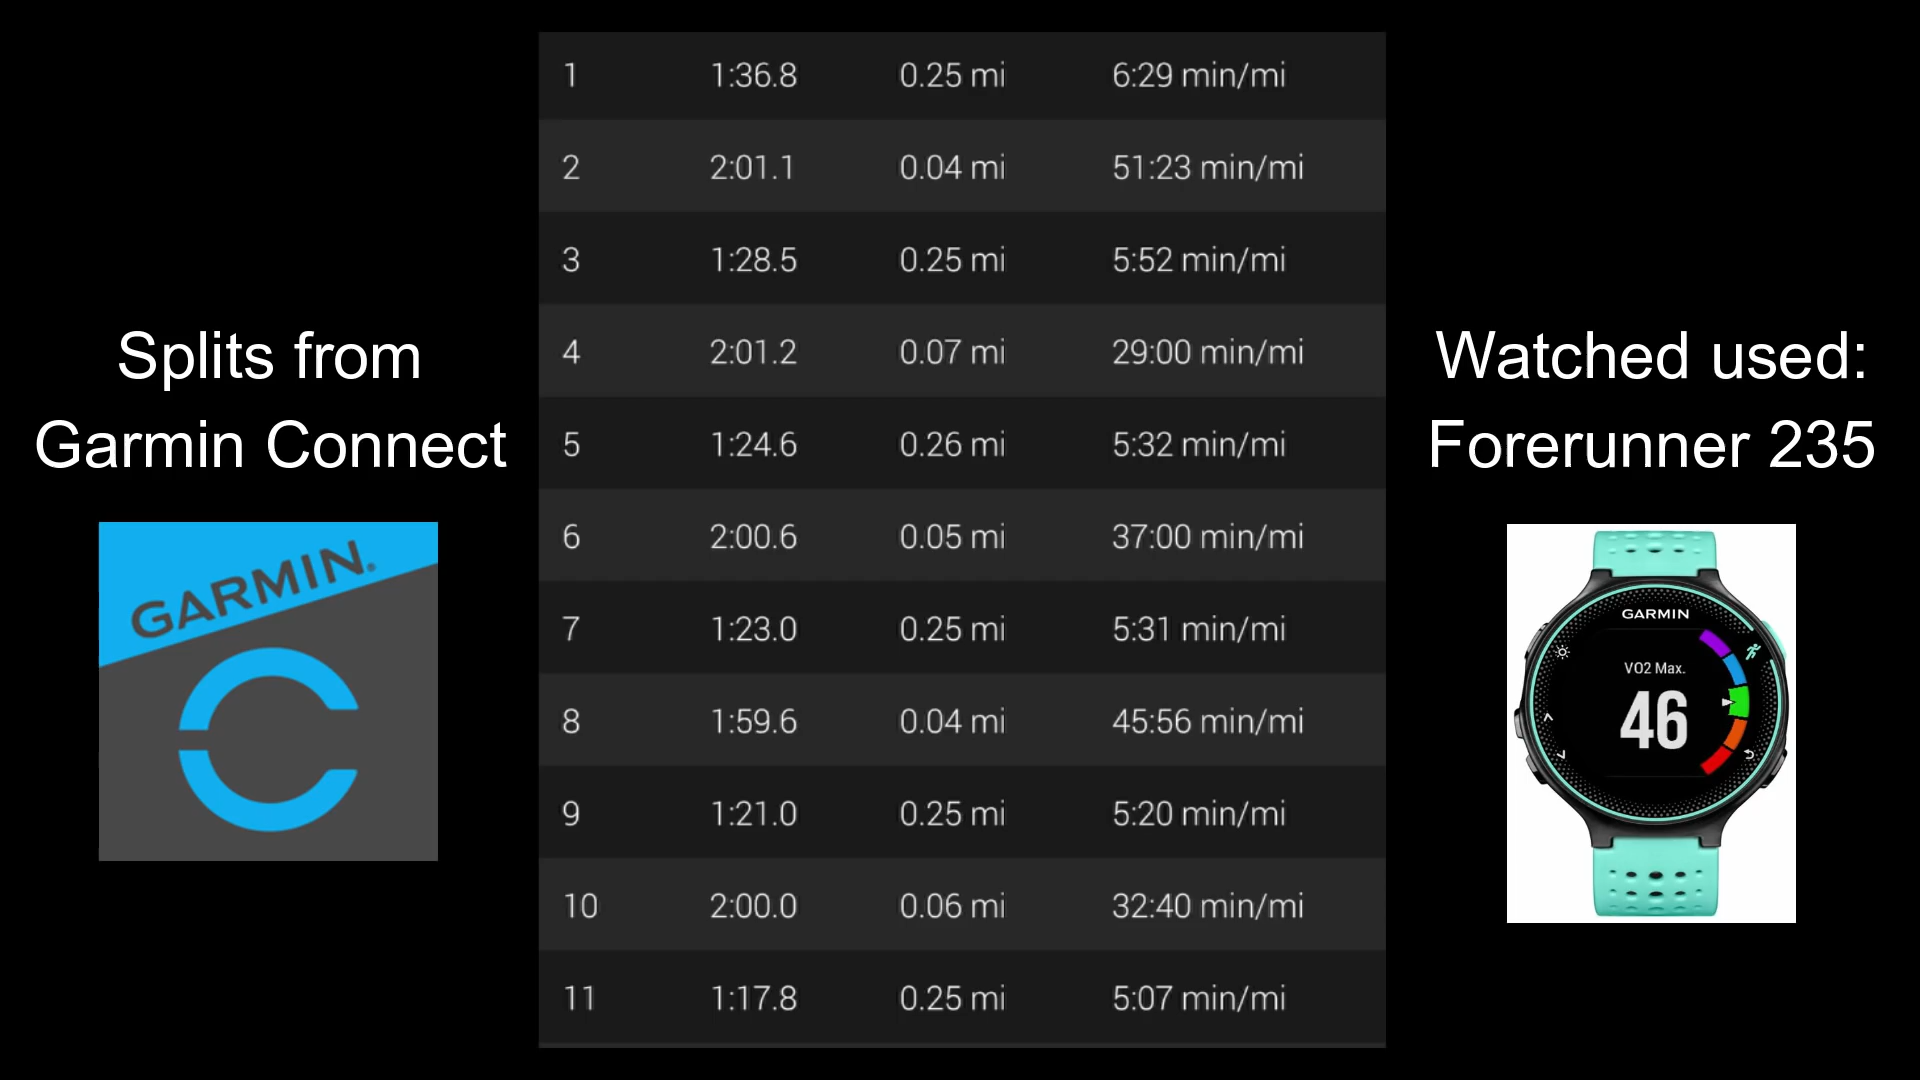 Splits from
Garmin Connect
GARMIN.
1 1:36.8 0.25 mi 6:29 min/mi
2 2:01.1 0.04 mi 51:23 min/mi
3 1:28.5 0.25 mi 5:52 min/mi
4 2:01.2 0.07 mi 29:00 min/mi
5 1:24.6 0.26 mi 5:32 min/mi
6 2:00.6 0.05 mi 37:00 min/mi
7 1:23.0 0.25 mi 5:31 min/mi
8 1:59.6 0.04 mi 45:56 min/mi
9 1:21.0 0.25 mi 5:20 min/mi
10 2:00.0 0.06 mi 32:40 min/mi
11 1:17.8 0.25 mi 5:07 min/mi
Watched used:
Forerunner 235
GARMIN
VO2 Max.
46